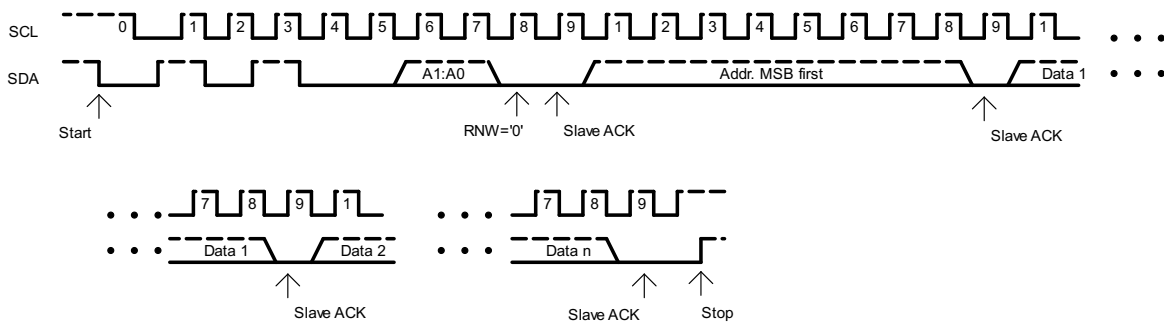 SCL 0 1 2 3 4 5 6 7 8 9 1 2 3 4 5 6 7 8 9 1
SDA A1:A0 Addr. MSB first Data 1
Start RNW='0' Slave ACK Slave ACK
7 8 9 1 7 8 9
Data 1 Data 2 Data n
Slave ACK Slave ACK Stop